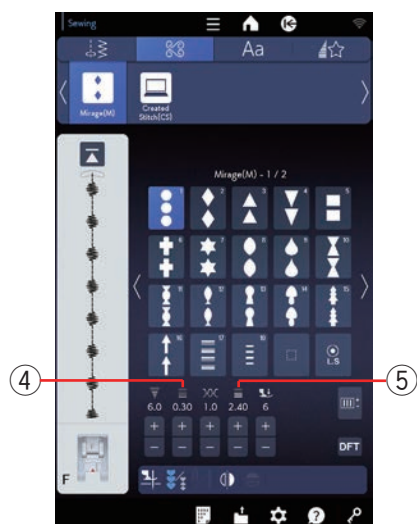 Sewing
Aa
Mirage(M)
Created
Stitch(CS)
Mirage(M) - 1 / 2
1 2 3 4 5
6 7 8 9 10
11 12 13 14 15
16 17 18 L.S
④ ⑤
6.0 0.30 1.0 2.40 6
+ + + + +
− − − − −
DFT
F
?